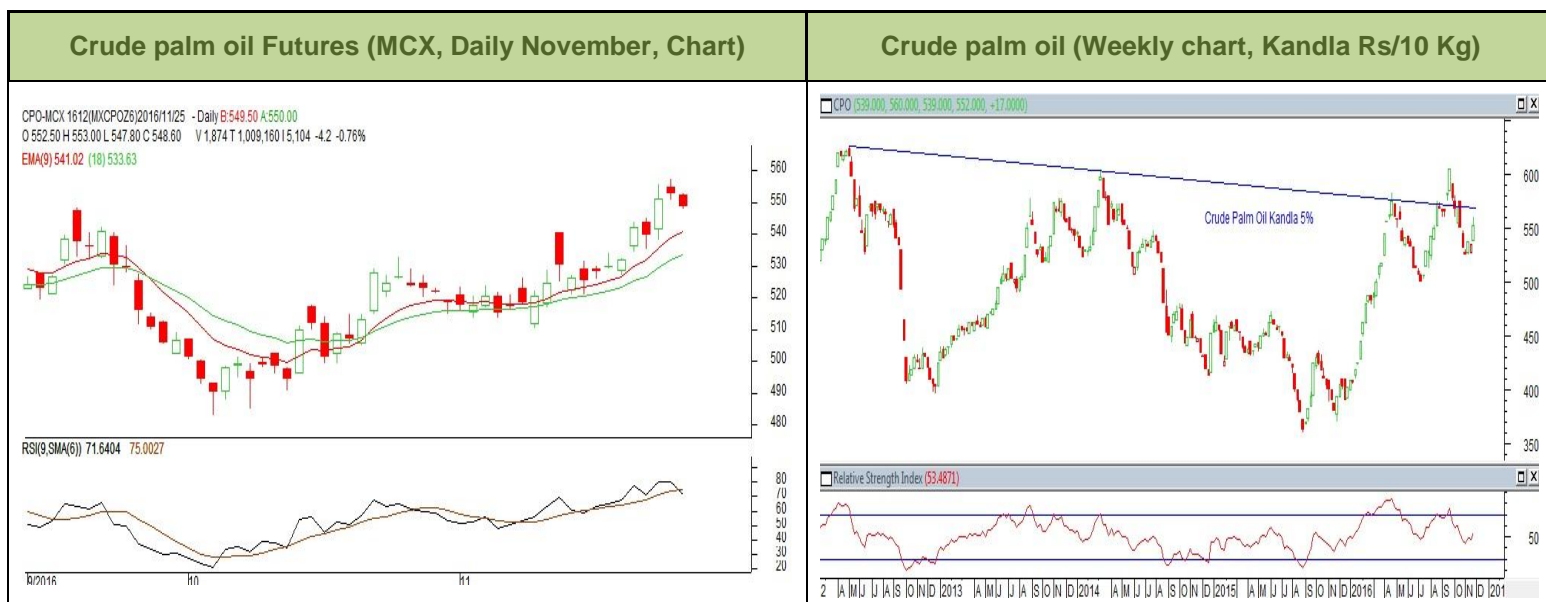 Crude palm oil Futures (MCX, Daily November, Chart)
Crude palm oil (Weekly chart, Kandla Rs/10 Kg)
CPO-MCX 1612(MXCPOZ6)2016/11/25 - Daily B:549.50 A:550.00
O 552.50 H 553.00 L 547.80 C 548.60 V 1,874 T 1,009,160 I 5,104 -4.2 -0.76%
EMA(9) 541.02 (18) 533.63
560
550
540
530
520
510
500
490
480
RSI(9,SMA(6)) 71.6404 75.0027
80
70
60
50
40
30
20
9/2016 10 11
CPO (539.000, 560.000, 539.000, 552.000, +17.0000)
600
550
500
450
400
350
Crude Palm Oil Kandla 5%
Relative Strength Index (53.4871)
50
2 A M J J A S O N D 2013 A M J J A S O N D 2014 A M J J A S O N D 2015 A M J J A S O N D 2016 A M J J A S O N D 201